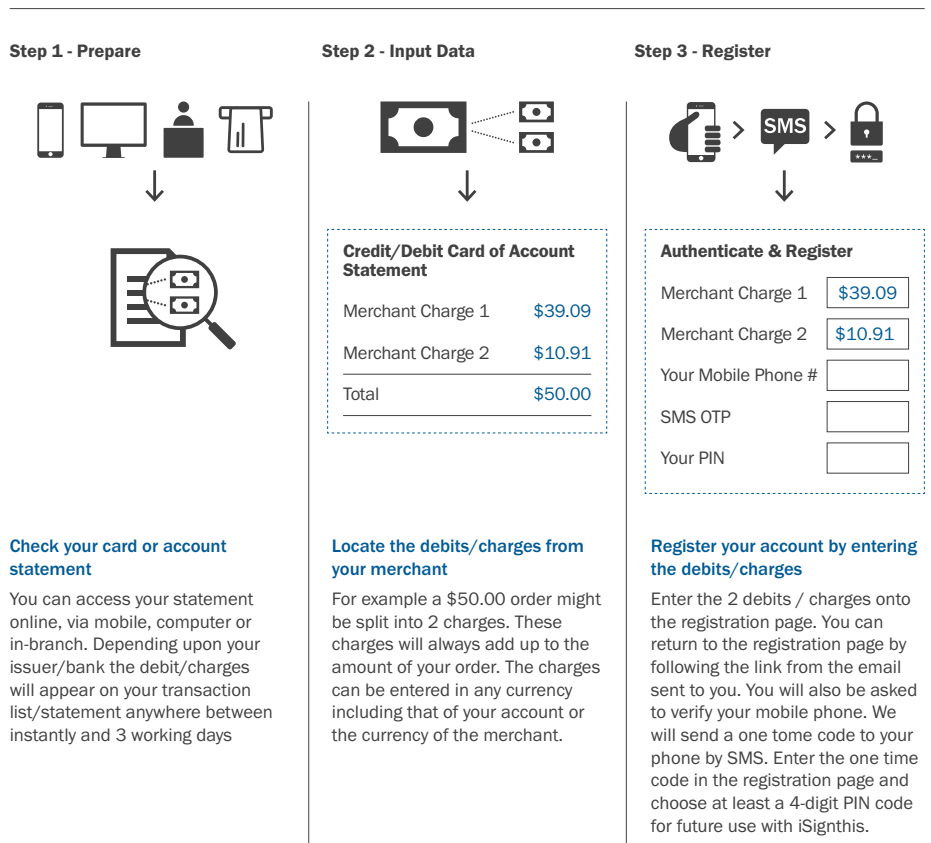 Step 1 - Prepare
Step 2 - Input Data
Step 3 - Register
SMS
***_
Credit/Debit Card of Account
Statement
Merchant Charge 1 $39.09
Merchant Charge 2 $10.91
Total $50.00
Authenticate & Register
Merchant Charge 1 $39.09
Merchant Charge 2 $10.91
Your Mobile Phone #
SMS OTP
Your PIN
Check your card or account
statement
You can access your statement
online, via mobile, computer or
in-branch. Depending upon your
issuer/bank the debit/charges
will appear on your transaction
list/statement anywhere between
instantly and 3 working days
Locate the debits/charges from
your merchant
For example a $50.00 order might
be split into 2 charges. These
charges will always add up to the
amount of your order. The charges
can be entered in any currency
including that of your account or
the currency of the merchant.
Register your account by entering
the debits/charges
Enter the 2 debits / charges onto
the registration page. You can
return to the registration page by
following the link from the email
sent to you. You will also be asked
to verify your mobile phone. We
will send a one tome code to your
phone by SMS. Enter the one time
code in the registration page and
choose at least a 4-digit PIN code
for future use with iSignthis.